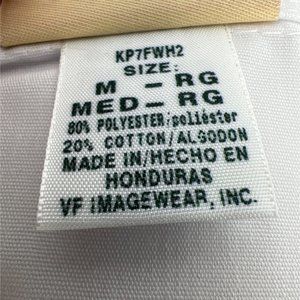 KP7FWH2
SIZE:
M – RG
MED – RG
80% POLYESTER/poliéster
20% COTTON/ALGODON
MADE IN/HECHO EN
HONDURAS
VF IMAGEWEAR, INC.